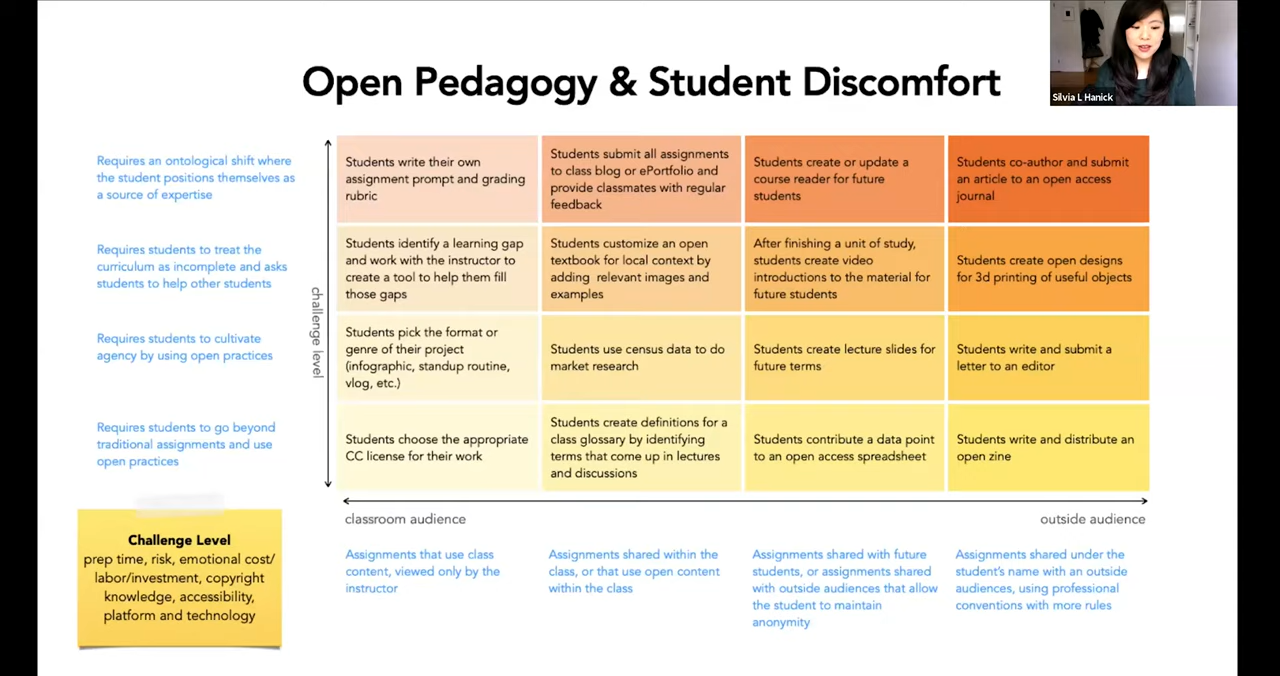 Open Pedagogy & Student Discomfort
Silvia L Hanick
Requires an ontological shift where
the student positions themselves as
a source of expertise
Students write their own
assignment prompt and grading
rubric
Students submit all assignments
to class blog or ePortfolio and
provide classmates with regular
feedback
Students create or update a
course reader for future
students
Students co-author and submit
an article to an open access
journal
Requires students to treat the
curriculum as incomplete and asks
students to help other students
Students identify a learning gap
and work with the instructor to
create a tool to help them fill
those gaps
Students customize an open
textbook for local context by
adding relevant images and
examples
After finishing a unit of study,
students create video
introductions to the material for
future students
Students create open designs
for 3d printing of useful objects
challenge level
Requires students to cultivate
agency by using open practices
Students pick the format or
genre of their project
(infographic, standup routine,
vlog, etc.)
Students use census data to do
market research
Students create lecture slides for
future terms
Students write and submit a
letter to an editor
Requires students to go beyond
traditional assignments and use
open practices
Students choose the appropriate
CC license for their work
Students create definitions for a
class glossary by identifying
terms that come up in lectures
and discussions
Students contribute a data point
to an open access spreadsheet
Students write and distribute an
open zine
classroom audience
outside audience
Challenge Level
prep time, risk, emotional cost/
labor/investment, copyright
knowledge, accessibility,
platform and technology
Assignments that use class
content, viewed only by the
instructor
Assignments shared within the
class, or that use open content
within the class
Assignments shared with future
students, or assignments shared
with outside audiences that allow
the student to maintain
anonymity
Assignments shared under the
student's name with an outside
audiences, using professional
conventions with more rules